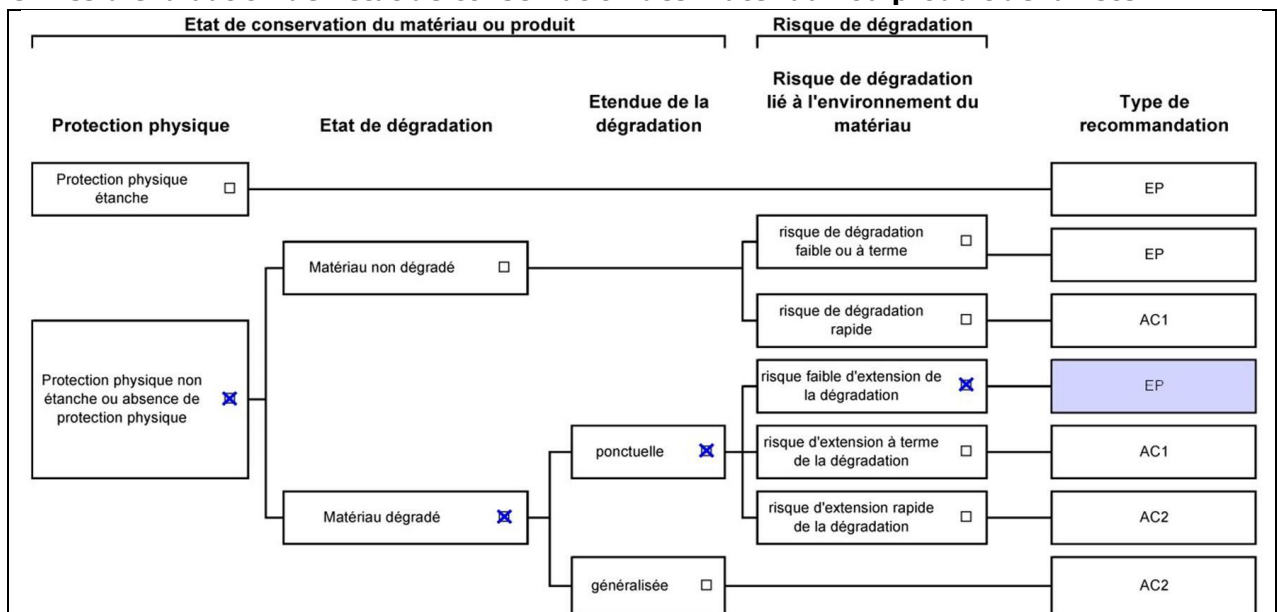 Etat de conservation du matériau ou produit
Risque de dégradation
Protection physique
Etat de dégradation
Etendue de la
dégradation
Risque de dégradation
lié à l'environnement du
matériau
Type de
recommandation
Protection physique
étanche
EP
Matériau non dégradé
risque de dégradation
faible ou à terme
EP
risque de dégradation
rapide
AC1
Protection physique non
étanche ou absence de
protection physique
risque faible d'extension de
la dégradation
EP
ponctuelle
risque d'extension à terme
de la dégradation
AC1
Matériau dégradé
risque d'extension rapide
de la dégradation
AC2
généralisée
AC2